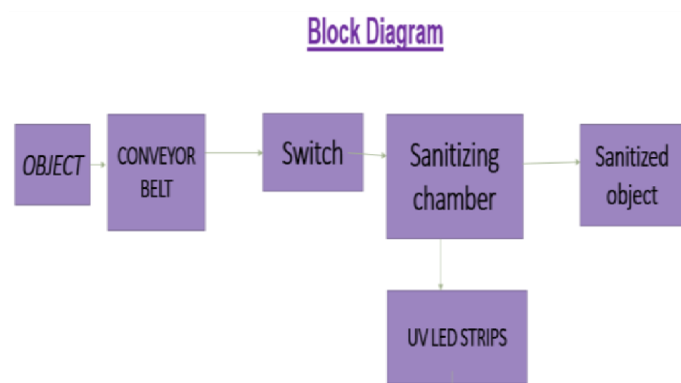 Block Diagram
OBJECT
CONVEYOR
BELT
Switch
Sanitizing
chamber
Sanitized
object
UV LED STRIPS